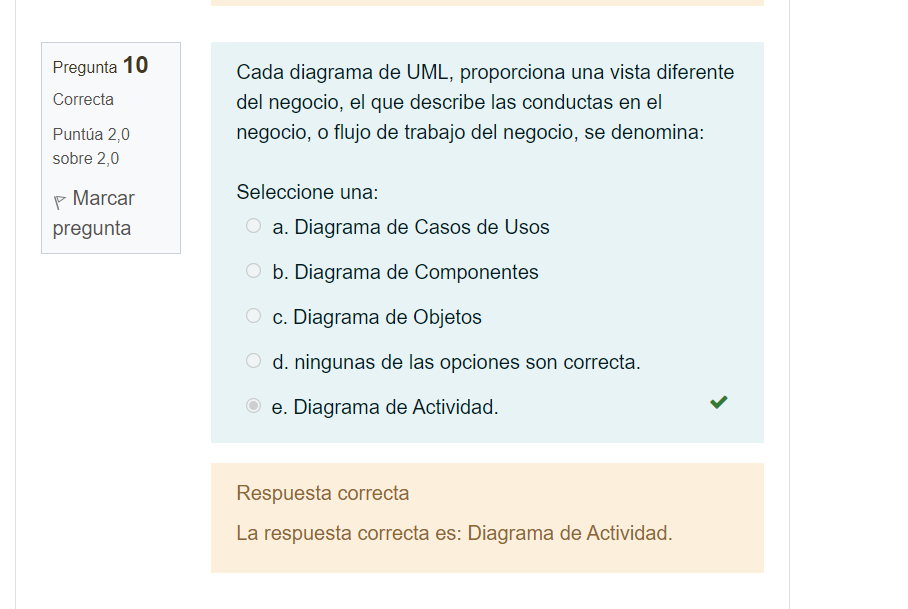 Pregunta 10
Correcta
Puntúa 2,0
sobre 2,0
Marcar
pregunta
Cada diagrama de UML, proporciona una vista diferente
del negocio, el que describe las conductas en el
negocio, o flujo de trabajo del negocio, se denomina:
Seleccione una:
a. Diagrama de Casos de Usos
b. Diagrama de Componentes
c. Diagrama de Objetos
d. ningunas de las opciones son correcta.
e. Diagrama de Actividad.
Respuesta correcta
La respuesta correcta es: Diagrama de Actividad.